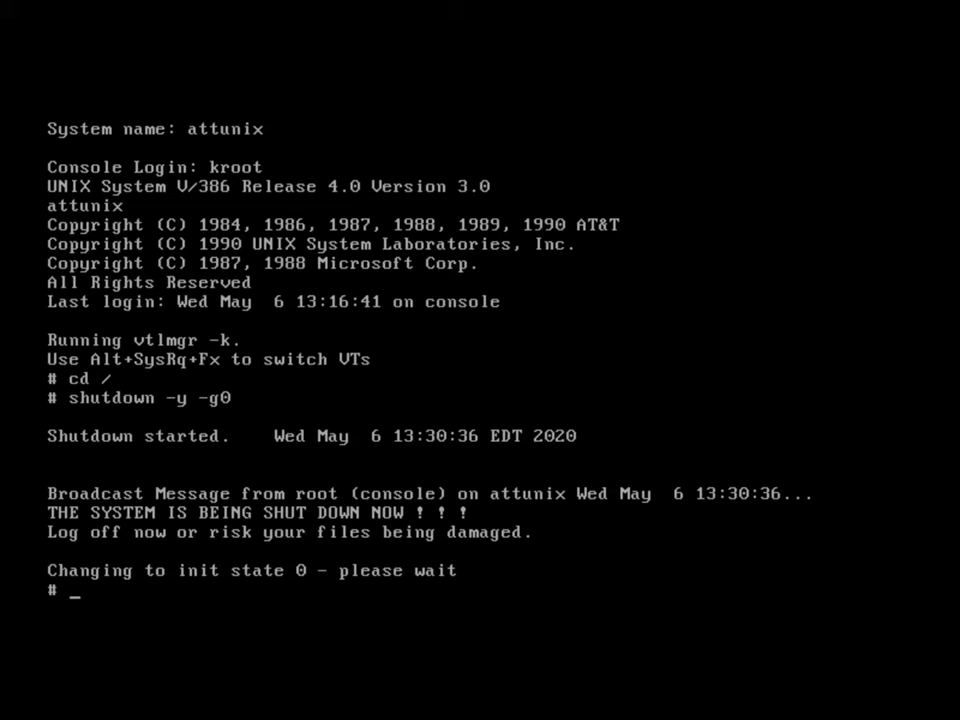 System name: attunix
Console Login: kroot
UNIX System V/386 Release 4.0 Version 3.0
attunix
Copyright (C) 1984, 1986, 1987, 1988, 1989, 1990 AT&T
Copyright (C) 1990 UNIX System Laboratories, Inc.
Copyright (C) 1987, 1988 Microsoft Corp.
All Rights Reserved
Last login: Wed May  6 13:16:41 on console
Running vtlmgr -k.
Use Alt+SysRq+Fx to switch VTs
# cd /
# shutdown -y -g0
Shutdown started.    Wed May  6 13:30:36 EDT 2020
Broadcast Message from root (console) on attunix Wed May  6 13:30:36...
THE SYSTEM IS BEING SHUT DOWN NOW ! ! !
Log off now or risk your files being damaged.
Changing to init state 0 - please wait
# _